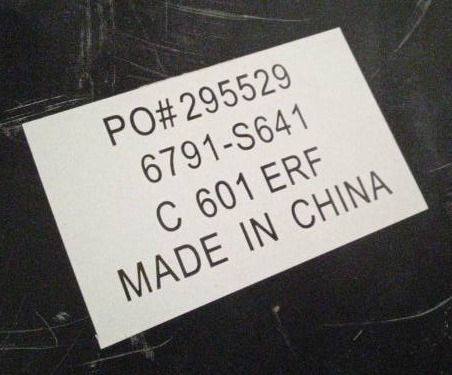 PO#295529
6791-S641
C 601 ERF
MADE IN CHINA